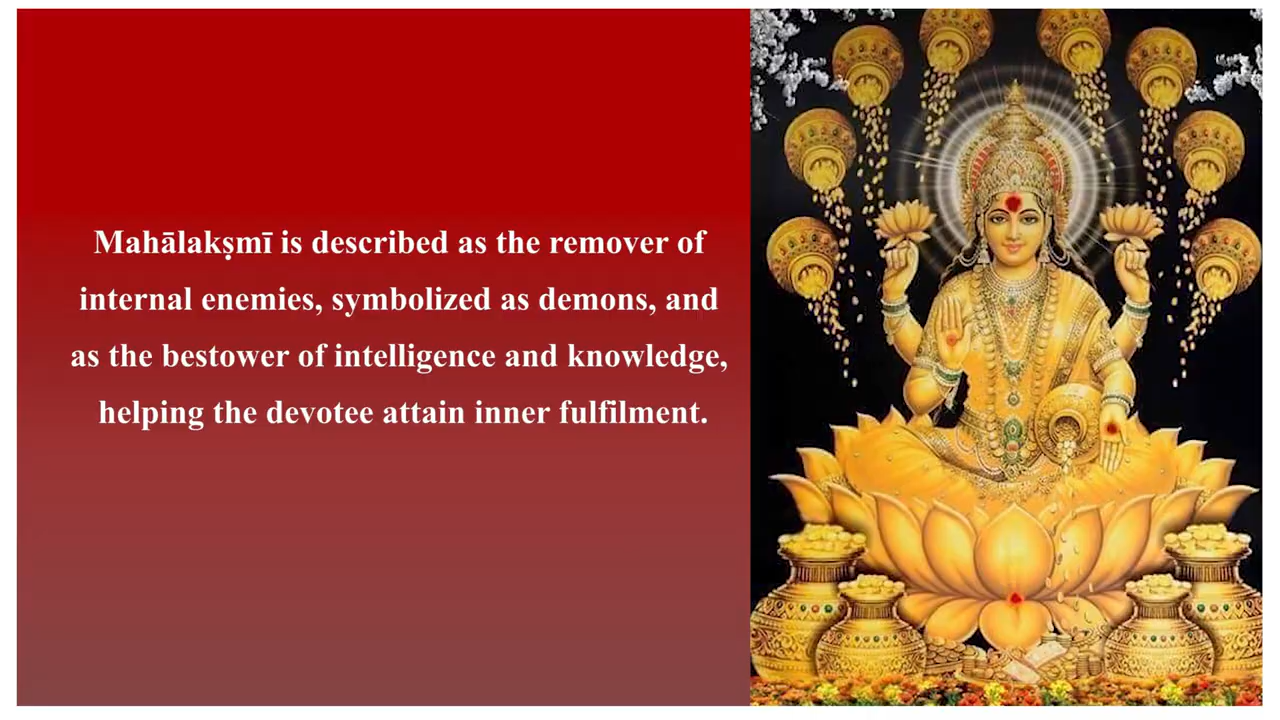 Mahālakṣmī is described as the remover of
internal enemies, symbolized as demons, and
as the bestower of intelligence and knowledge,
helping the devotee attain inner fulfilment.